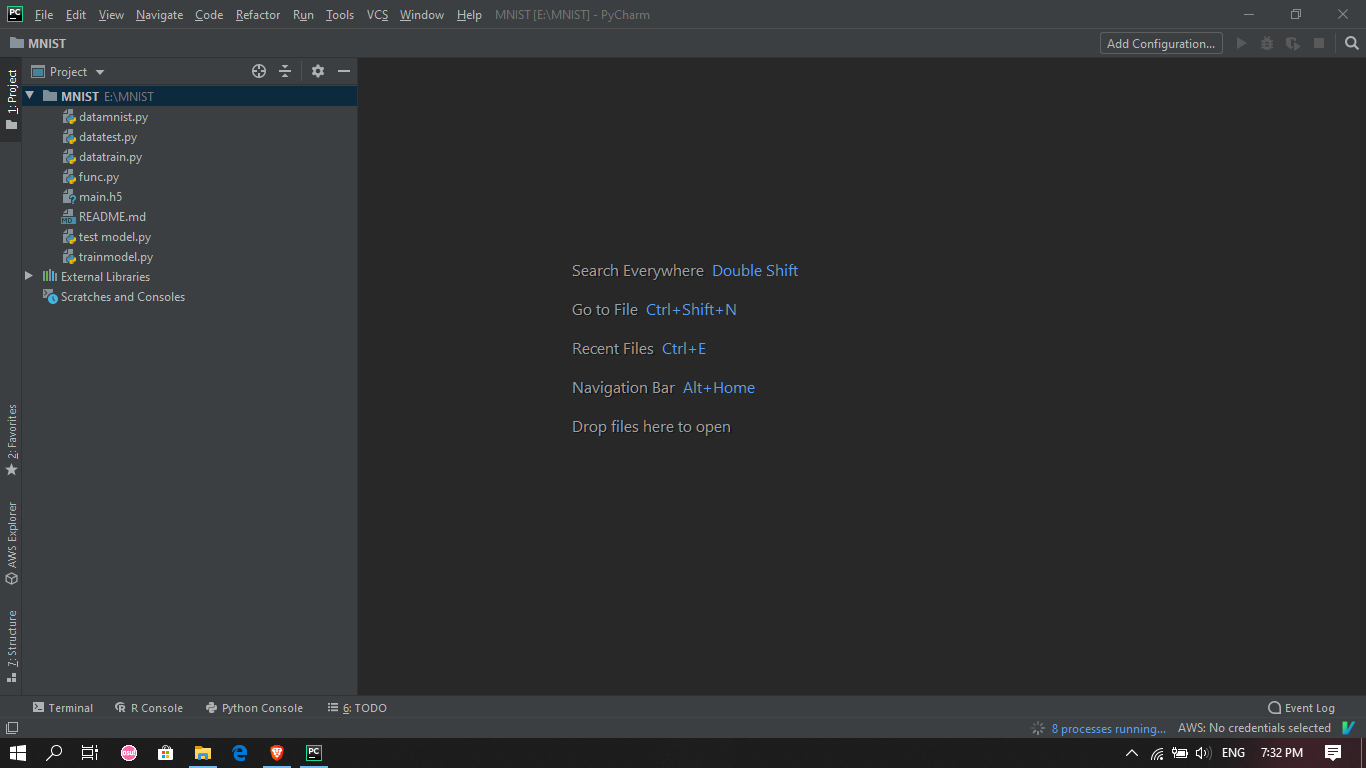 PC File Edit View Navigate Code Refactor Run Tools VCS Window Help MNIST [E:\MNIST] - PyCharm
MNIST Add Configuration...
1: Project
Project
MNIST E:\MNIST
datamnist.py
datatest.py
datatrain.py
func.py
main.h5
README.md
test model.py
trainmodel.py
External Libraries
Scratches and Consoles
Search Everywhere Double Shift
Go to File Ctrl+Shift+N
Recent Files Ctrl+E
Navigation Bar Alt+Home
Drop files here to open
2: Favorites
AWS Explorer
7: Structure
Terminal R Console Python Console 6: TODO Event Log
8 processes running... AWS: No credentials selected
osu! PC ENG 7:32 PM